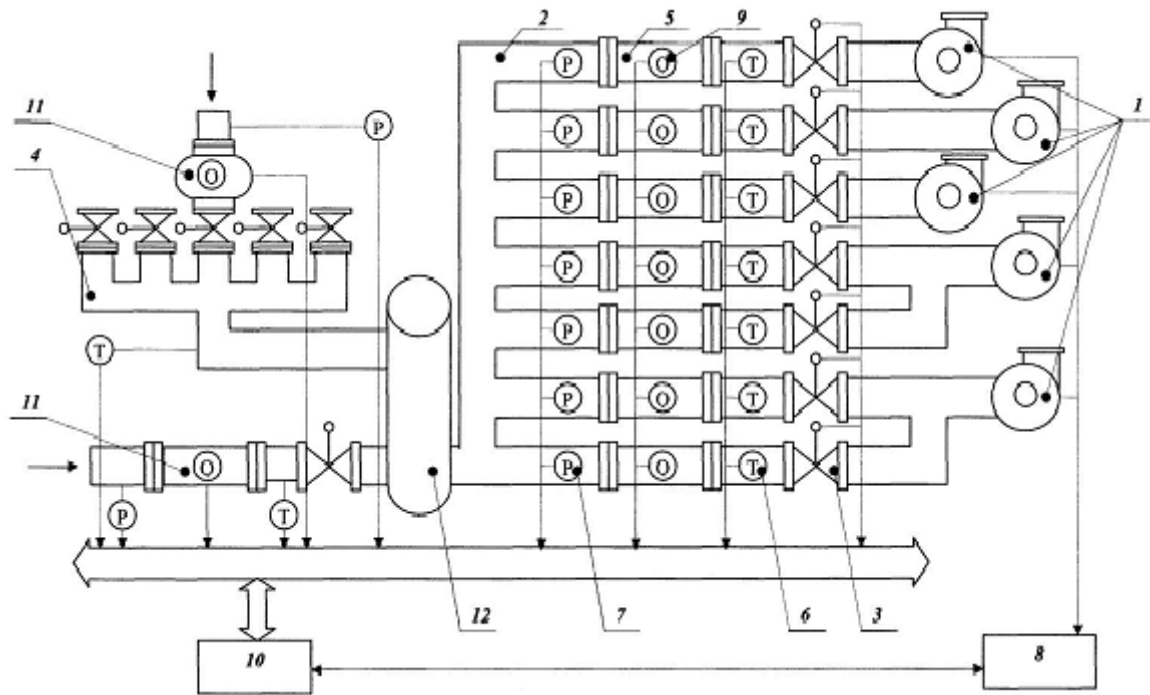 2 5 9
P O T
11
1
P
4 O
P O T
P O T
P O T
T P O T
11 P O T
O P O T
P T
12 7 6 3
10 8